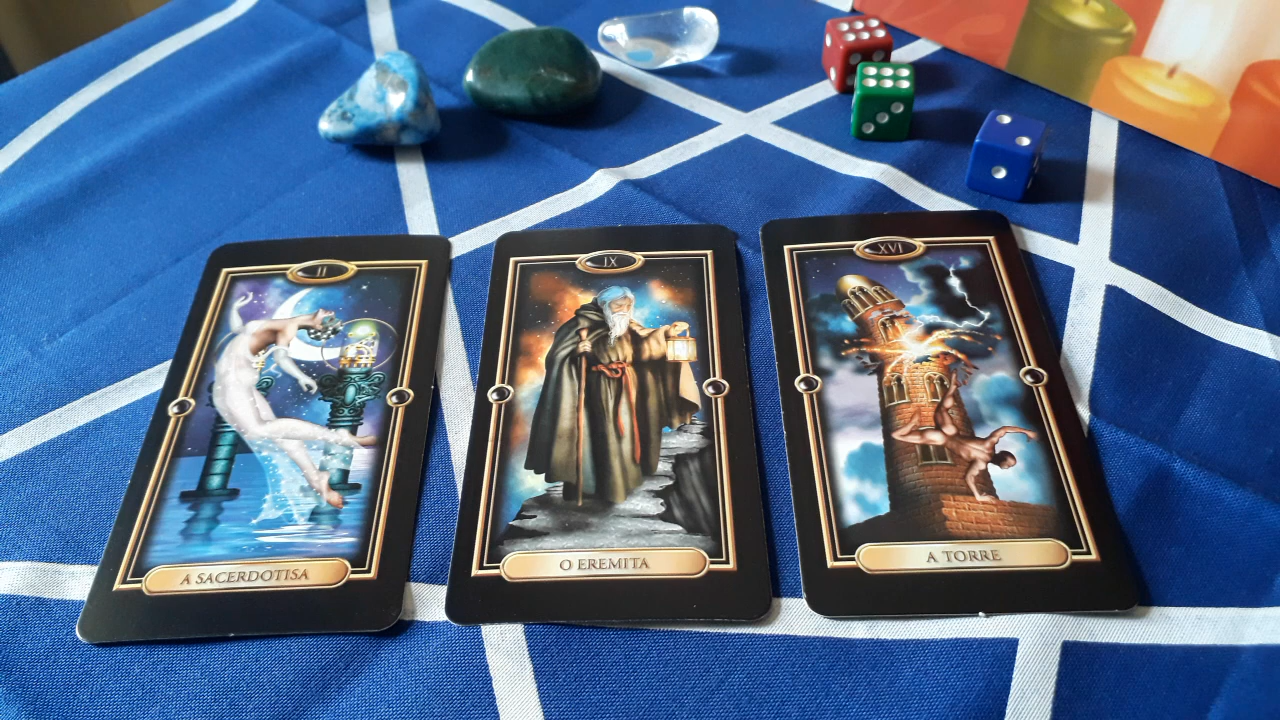 II
A SACERDOTISA
IX
O EREMITA
XVI
A TORRE